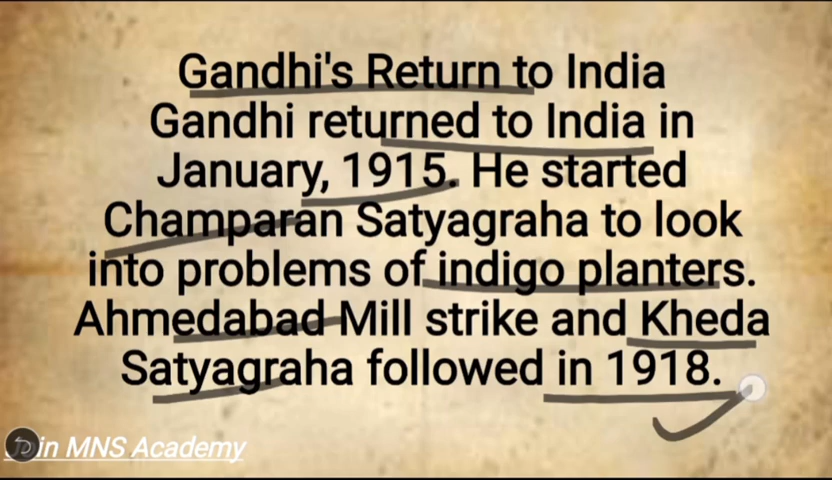 Gandhi's Return to India
Gandhi returned to India in
January, 1915. He started
Champaran Satyagraha to look
into problems of indigo planters.
Ahmedabad Mill strike and Kheda
Satyagraha followed in 1918.
in MNS Academy